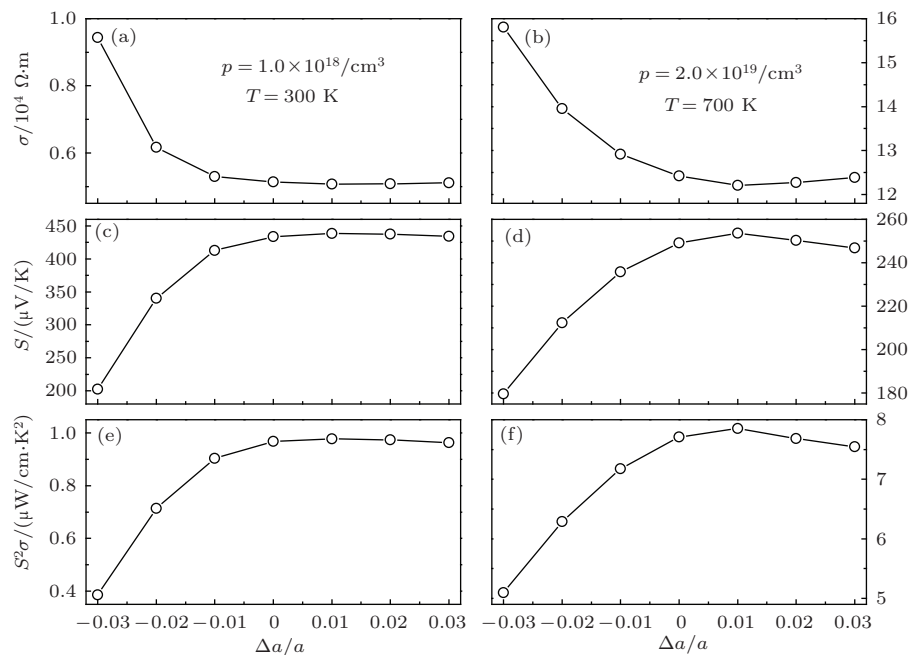 (a)
p = 1.0×10¹⁸/cm³
T = 300 K
σ/10⁴ Ω·m
1.0
0.8
0.6
(b)
p = 2.0×10¹⁹/cm³
T = 700 K
16
15
14
13
12
(c)
S/(μV/K)
450
400
350
300
250
200
(d)
260
240
220
200
180
(e)
S²σ/(μW/cm·K²)
1.0
0.8
0.6
0.4
(f)
8
7
6
5
−0.03 −0.02 −0.01 0 0.01 0.02 0.03
Δa/a
−0.03 −0.02 −0.01 0 0.01 0.02 0.03
Δa/a